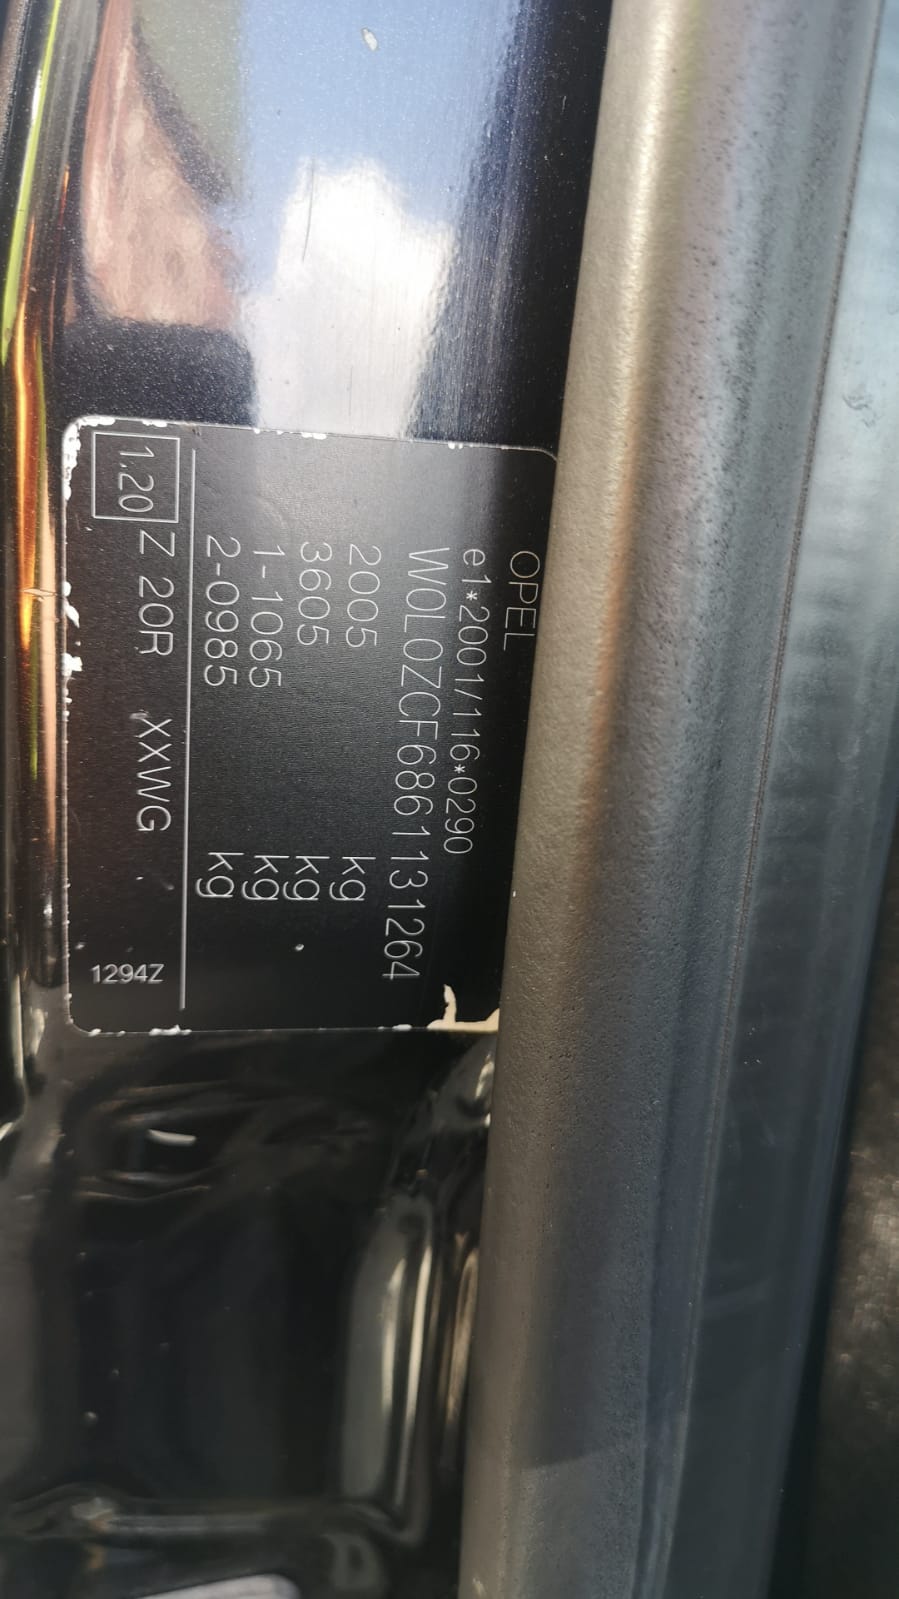 OPEL
e1*2001/116*0290
W0L0ZCF6861131264
2005 kg
3605 kg
1-1065 kg
2-0985 kg
1.20 Z 20R XXWG
1294Z